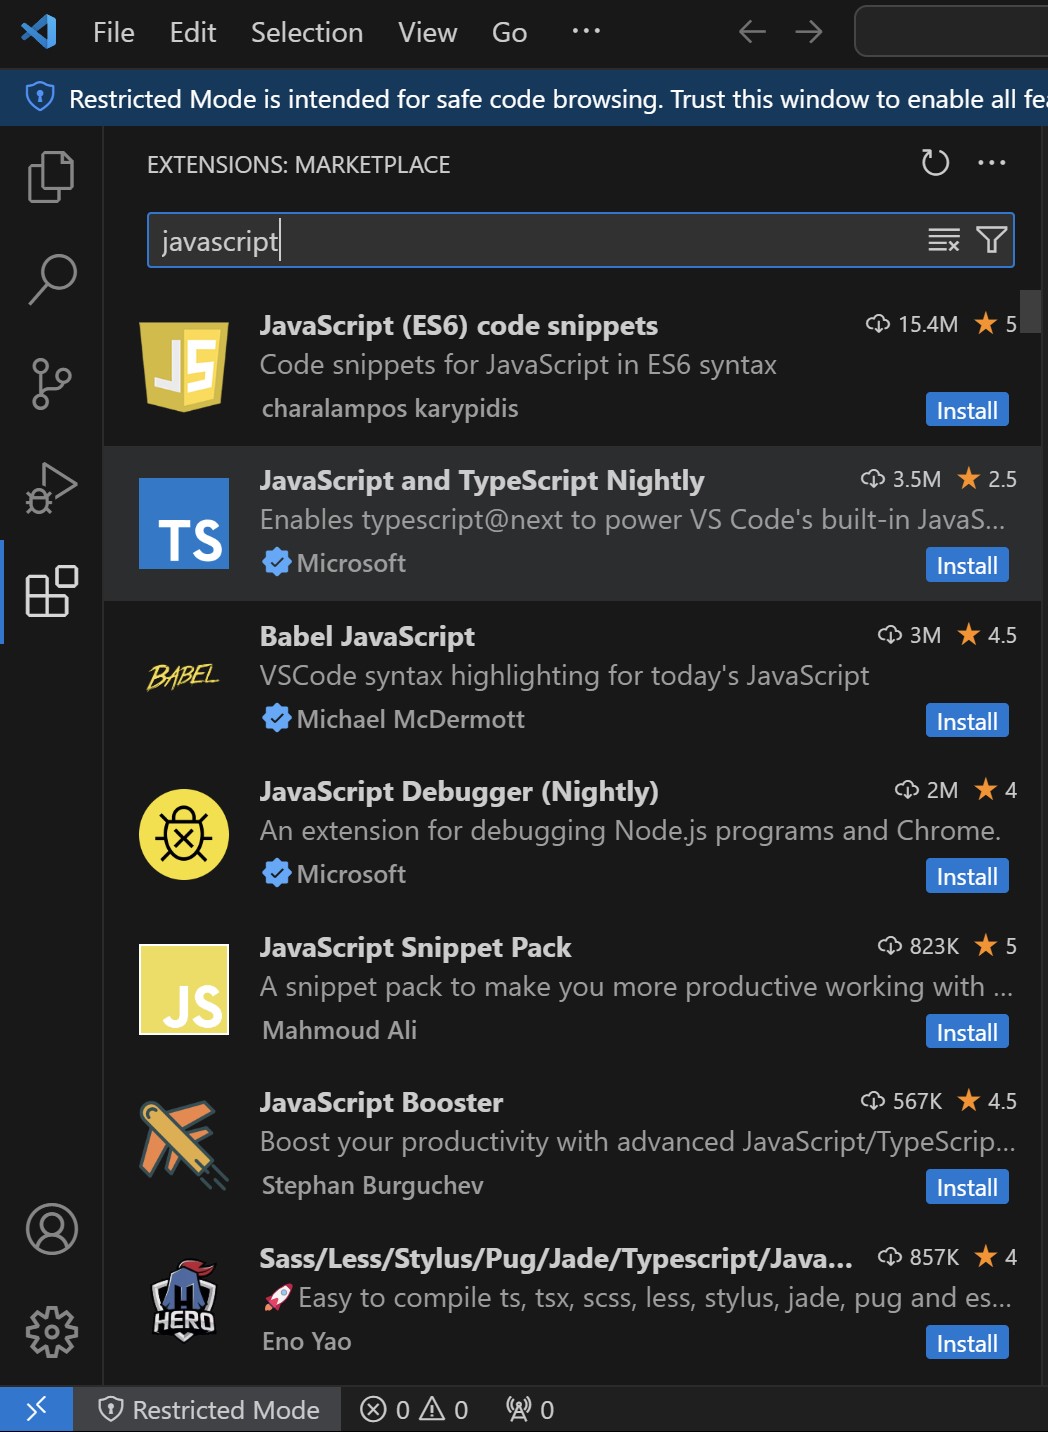 File Edit Selection View Go ...
Restricted Mode is intended for safe code browsing. Trust this window to enable all fea
EXTENSIONS: MARKETPLACE
javascript
JavaScript (ES6) code snippets 15.4M 5
Code snippets for JavaScript in ES6 syntax
charalampos karypidis Install
JavaScript and TypeScript Nightly 3.5M 2.5
Enables typescript@next to power VS Code's built-in JavaS...
Microsoft Install
Babel JavaScript 3M 4.5
BABEL VSCode syntax highlighting for today's JavaScript
Michael McDermott Install
JavaScript Debugger (Nightly) 2M 4
An extension for debugging Node.js programs and Chrome.
Microsoft Install
JavaScript Snippet Pack 823K 5
A snippet pack to make you more productive working with ...
Mahmoud Ali Install
JavaScript Booster 567K 4.5
Boost your productivity with advanced JavaScript/TypeScrip...
Stephan Burguchev Install
Sass/Less/Stylus/Pug/Jade/Typescript/Java... 857K 4
🚀Easy to compile ts, tsx, scss, less, stylus, jade, pug and es...
Eno Yao Install
JS
TS
JS
H
HERO
Restricted Mode 0 0 0